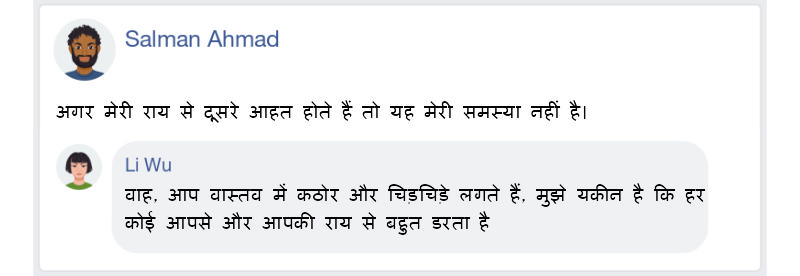 Salman Ahmad
अगर मेरी राय से दूसरे आहत होते हैं तो यह मेरी समस्या नहीं है।
Li Wu
वाह, आप वास्तव में कठोर और चिड़चिड़े लगते हैं, मुझे यकीन है कि हर
कोई आपसे और आपकी राय से बहुत डरता है